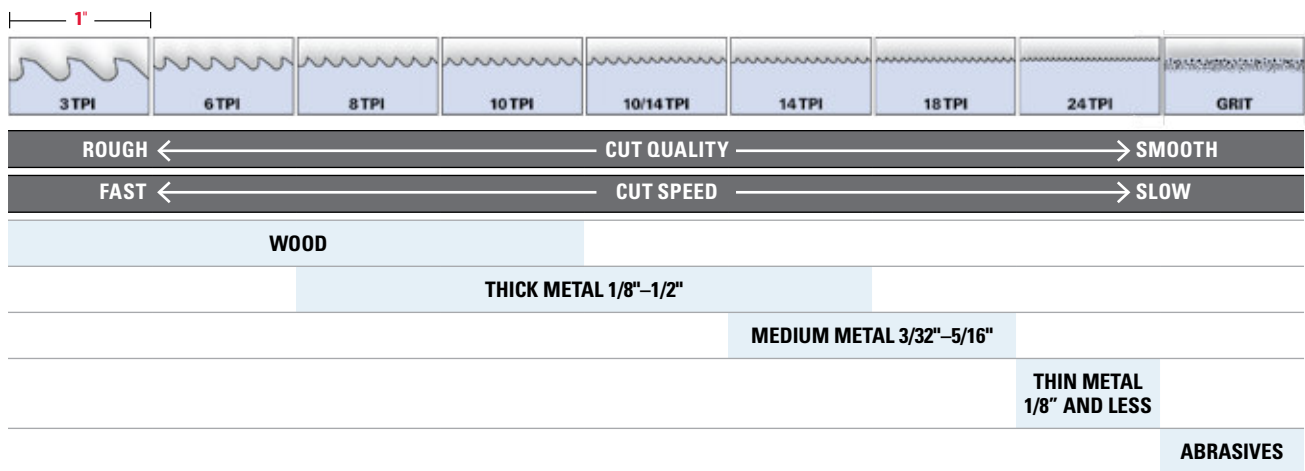 1"
3 TPI 6 TPI 8 TPI 10 TPI 10/14 TPI 14 TPI 18 TPI 24 TPI GRIT
ROUGH CUT QUALITY SMOOTH
FAST CUT SPEED SLOW
WOOD
THICK METAL 1/8"–1/2"
MEDIUM METAL 3/32"–5/16"
THIN METAL
1/8” AND LESS
ABRASIVES